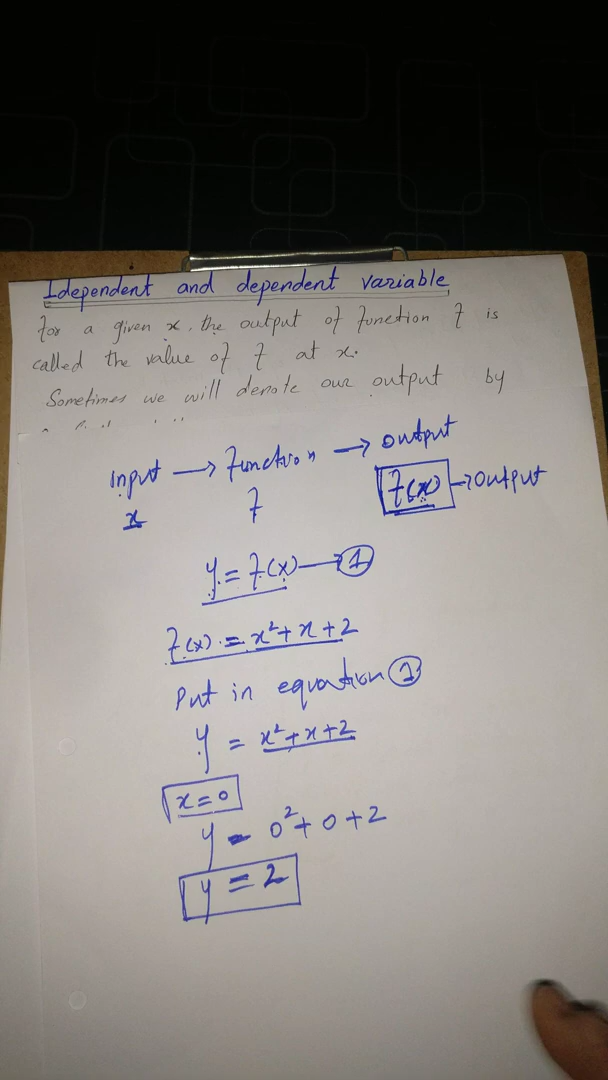 Idependent and dependent variable
For a given x, the output of function f is
called the value of f at x.
Sometimes we will denote our output by
input → Function → output
x f f(x) → output
y = f(x) — ①
f(x) = x² + x + 2
Put in equation ①
y = x² + x + 2
x = 0
y = 0² + 0 + 2
y = 2